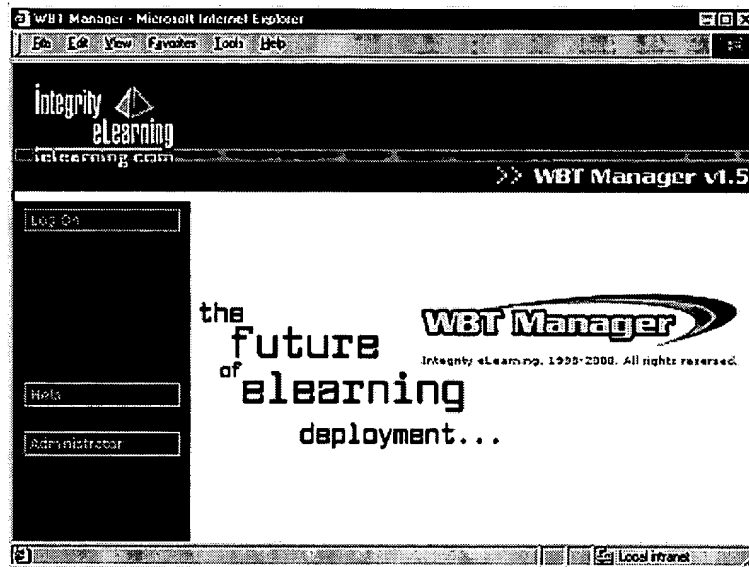 WBT Manager - Microsoft Internet Explorer
File Edit View Favorites Tools Help
integrity
eLearning
ielearning.com
>> WBT Manager v1.5
Log On
the
future
of
elearning
deployment...
WBT Manager
Integrity eLearning, 1998-2000. All rights reserved.
Help
Administrator
Local intranet